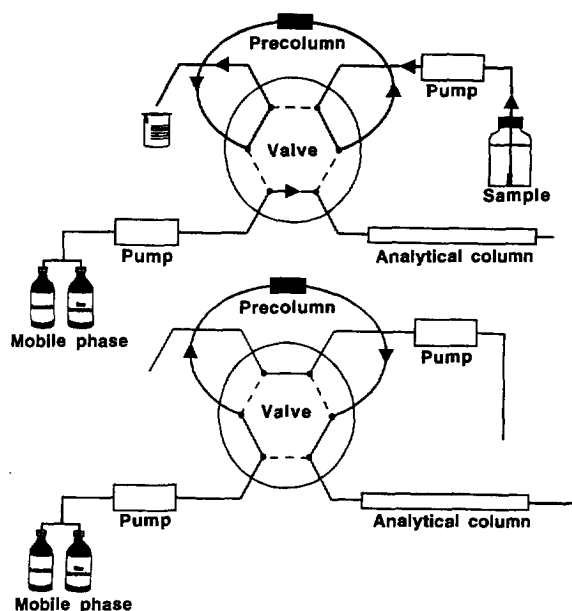 Precolumn
Pump
Valve
Sample
Pump
Analytical column
Mobile phase
Precolumn
Pump
Valve
Pump
Analytical column
Mobile phase